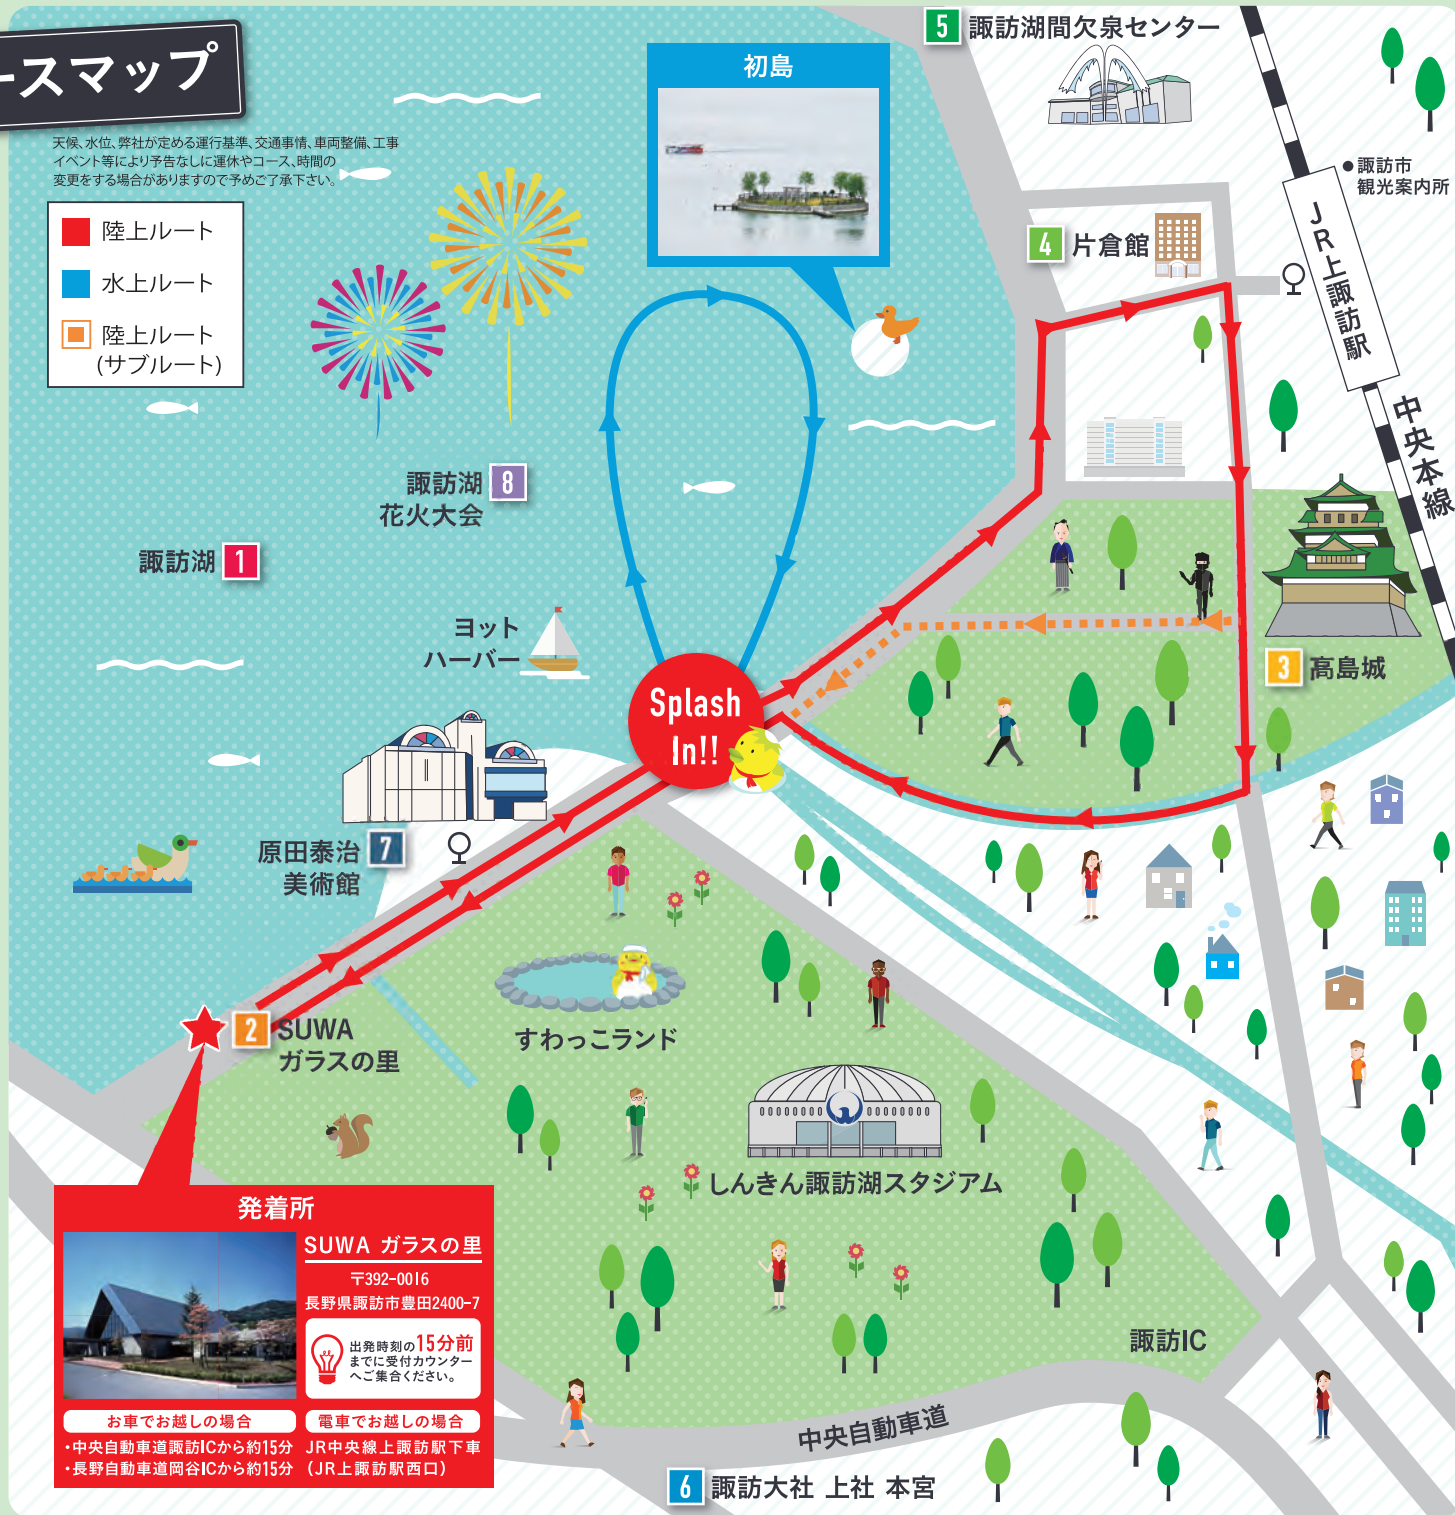 ースマップ
天候、水位、弊社が定める運行基準、交通事情、車両整備、工事
イベント等により予告なしに運休やコース、時間の
変更をする場合がありますので予めご了承下さい。
陸上ルート
水上ルート
陸上ルート
(サブルート)
初島
5 諏訪湖間欠泉センター
諏訪市
観光案内所
4 片倉館
JR上諏訪駅
中央本線
諏訪湖 8
花火大会
諏訪湖 1
ヨット
ハーバー
3 高島城
Splash
In!!
原田泰治 7
美術館
2 SUWA
ガラスの里
すわっこランド
しんきん諏訪湖スタジアム
発着所
SUWA ガラスの里
〒392-0016
長野県諏訪市豊田2400-7
出発時刻の15分前
までに受付カウンター
へご集合ください。
お車でお越しの場合
・中央自動車道諏訪ICから約15分
・長野自動車道岡谷ICから約15分
電車でお越しの場合
JR中央線上諏訪駅下車
(JR上諏訪駅西口)
諏訪IC
中央自動車道
6 諏訪大社 上社 本宮